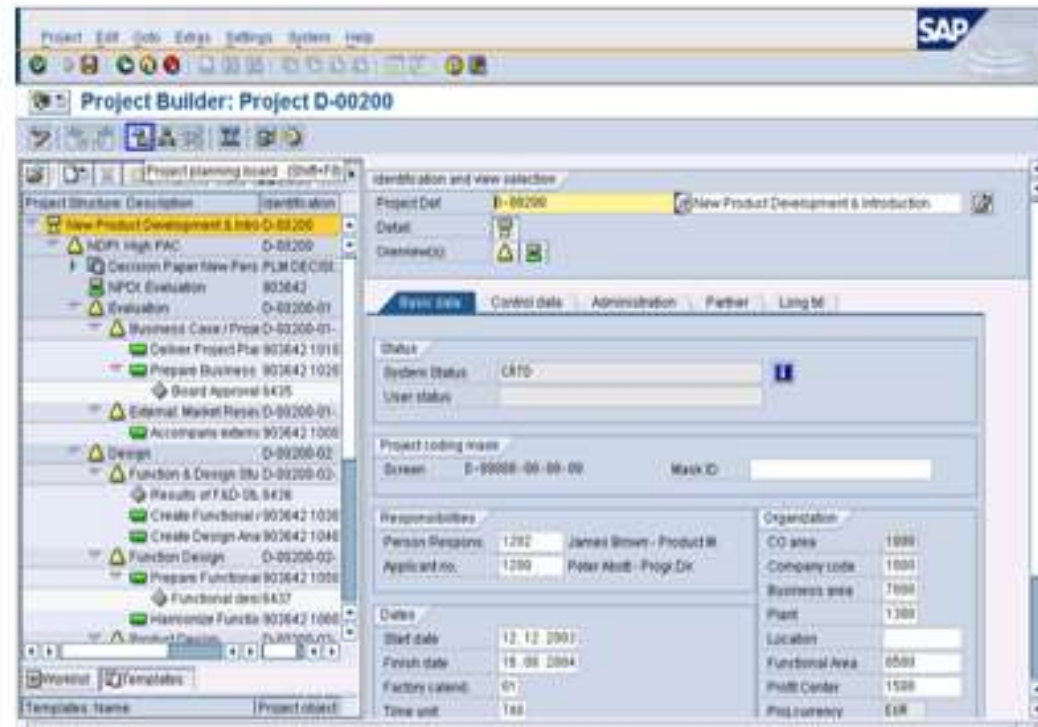 SAP
Project Edit Goto Extras Settings System Help
Project Builder: Project D-00200
Project planning board (Shift+F8)
Project Structure: Description Identification
New Product Development & Intro D-00200
NDPI: High PAC D-00200
Decision Paper New Pers PLM DECISI
NPDI: Evaluation 903642
Evaluation D-00200-01
Business Case / Proje D-00200-01-
Deliver Project Plan 903642 1010
Prepare Business 903642 1020
Board Approval 6435
External: Market Resea D-00200-01-
Accompany extern 903642 1000
Design D-00200-02
Function & Design Stu D-00200-02-
Results of F&D-Stu 6436
Create Functional 903642 1030
Create Design Ana 903642 1040
Function Design D-00200-02-
Prepare Functional 903642 1050
Functional desi 6437
Harmonize Functio 903642 1060
Product Design D-00200-02-
Worklist Templates
Templates: Name Project object
Identification and view selection
Project Def. D-00200 New Product Development & Introduction
Detail:
Overview(s):
Basic data Control data Administration Partner Long txt
Status
System Status CRTD
User status
Project coding mask
Screen D-00000-00-00-00 Mask ID
Responsibilities
Person Respons. 1202 James Brown - Product M
Applicant no. 1200 Peter Abott - Progr.Dir.
Dates
Start date 12.12.2003
Finish date 18.08.2004
Factory calend. 01
Time unit TAG
Organization
CO area 1000
Company code 1000
Business area 7000
Plant 1300
Location
Functional Area 0500
Profit Center 1500
Proj.currency EUR